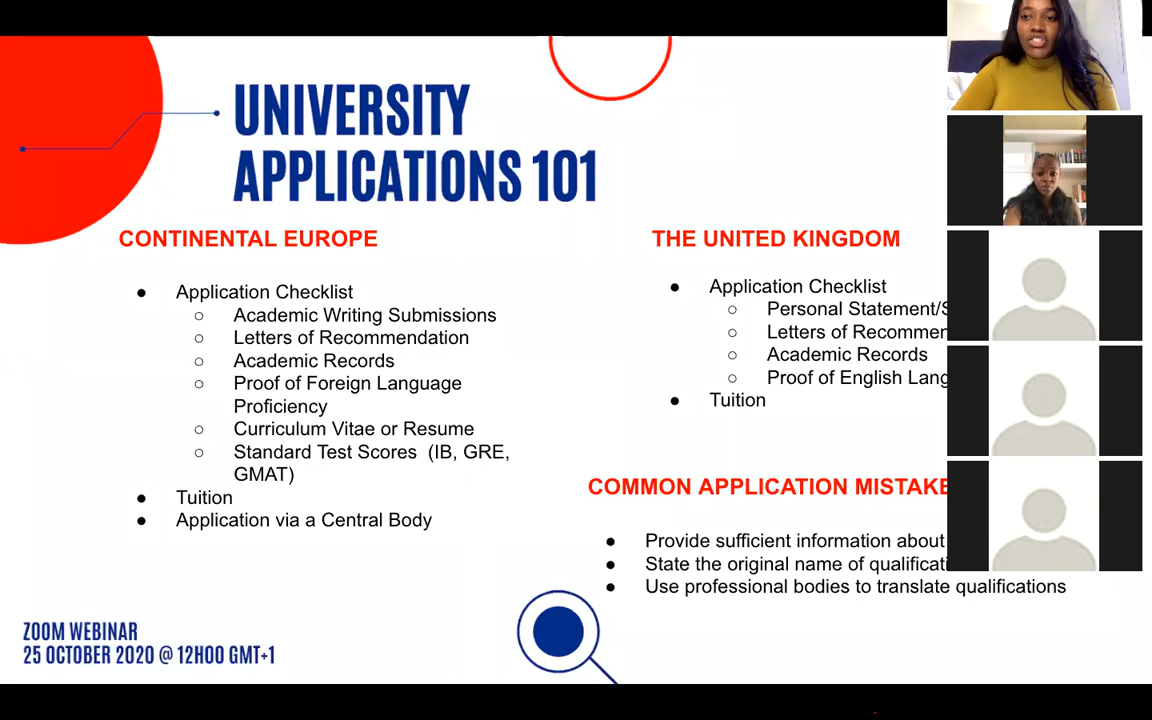 UNIVERSITY
APPLICATIONS 101
CONTINENTAL EUROPE
● Application Checklist
○ Academic Writing Submissions
○ Letters of Recommendation
○ Academic Records
○ Proof of Foreign Language
Proficiency
○ Curriculum Vitae or Resume
○ Standard Test Scores (IB, GRE,
GMAT)
● Tuition
● Application via a Central Body
THE UNITED KINGDOM
● Application Checklist
○ Personal Statement/S
○ Letters of Recommen
○ Academic Records
○ Proof of English Lang
● Tuition
COMMON APPLICATION MISTAKE
● Provide sufficient information about
● State the original name of qualificati
● Use professional bodies to translate qualifications
ZOOM WEBINAR
25 OCTOBER 2020 @ 12H00 GMT+1